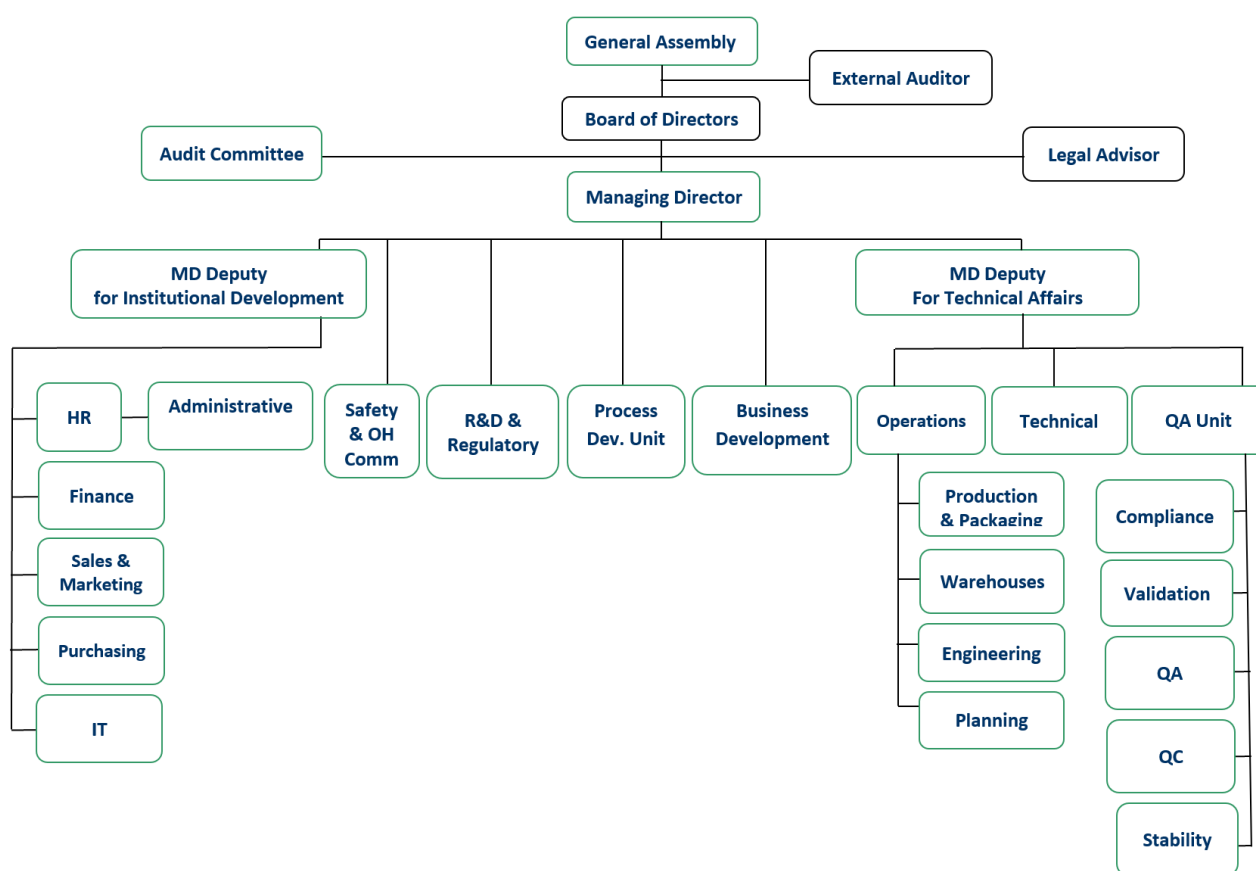 General Assembly
External Auditor
Board of Directors
Audit Committee
Legal Advisor
Managing Director
MD Deputy
for Institutional Development
MD Deputy
For Technical Affairs
HR
Administrative
Safety
& OH
Comm
R&D &
Regulatory
Process
Dev. Unit
Business
Development
Operations
Technical
QA Unit
Finance
Sales &
Marketing
Purchasing
IT
Production
& Packaging
Warehouses
Engineering
Planning
Compliance
Validation
QA
QC
Stability